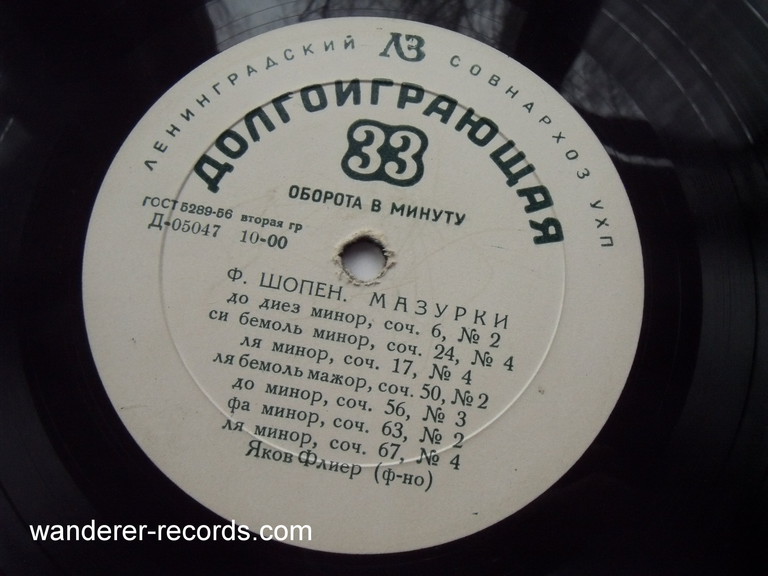 ЛЕНИНГРАДСКИЙ ЛЗ СОВНАРХОЗ УХП
ДОЛГОИГРАЮЩАЯ
33
ОБОРОТА В МИНУТУ
ГОСТ 5289-56 вторая гр
Д-05047 10-00
Ф. ШОПЕН. МАЗУРКИ
до диез минор, соч. 6, № 2
си бемоль минор, соч. 24, № 4
ля минор, соч. 17, № 4
ля бемоль мажор, соч. 50, № 2
до минор, соч. 56, № 3
фа минор, соч. 63, № 2
ля минор, соч. 67, № 4
Яков Флиер (ф-но)
wanderer-records.com